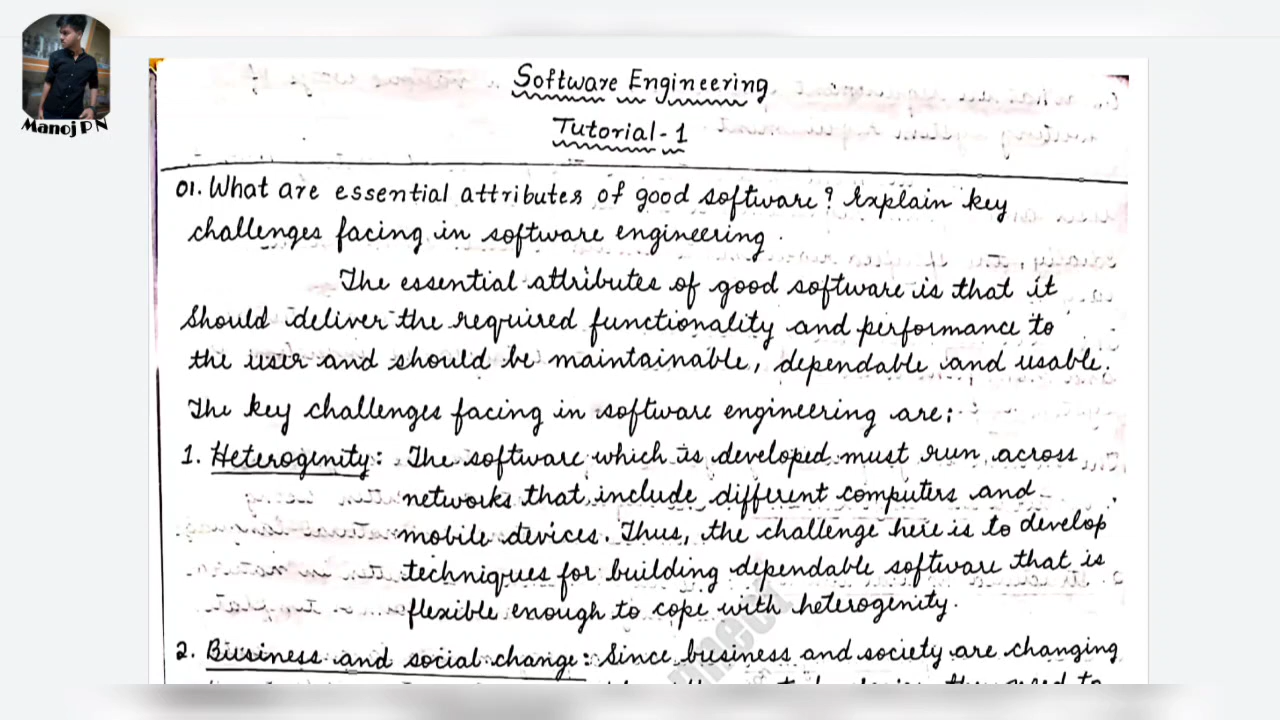 Manoj P N
Software Engineering
Tutorial - 1
01. What are essential attributes of good software? Explain key
challenges facing in software engineering.
The essential attributes of good software is that it
should deliver the required functionality and performance to
the user and should be maintainable, dependable and usable.
The key challenges facing in software engineering are:
1. Heterogenity: The software which is developed must run across
networks that include different computers and
mobile devices. Thus, the challenge here is to develop
techniques for building dependable software that is
flexible enough to cope with heterogenity.
2. Business and social change: Since business and society are changing